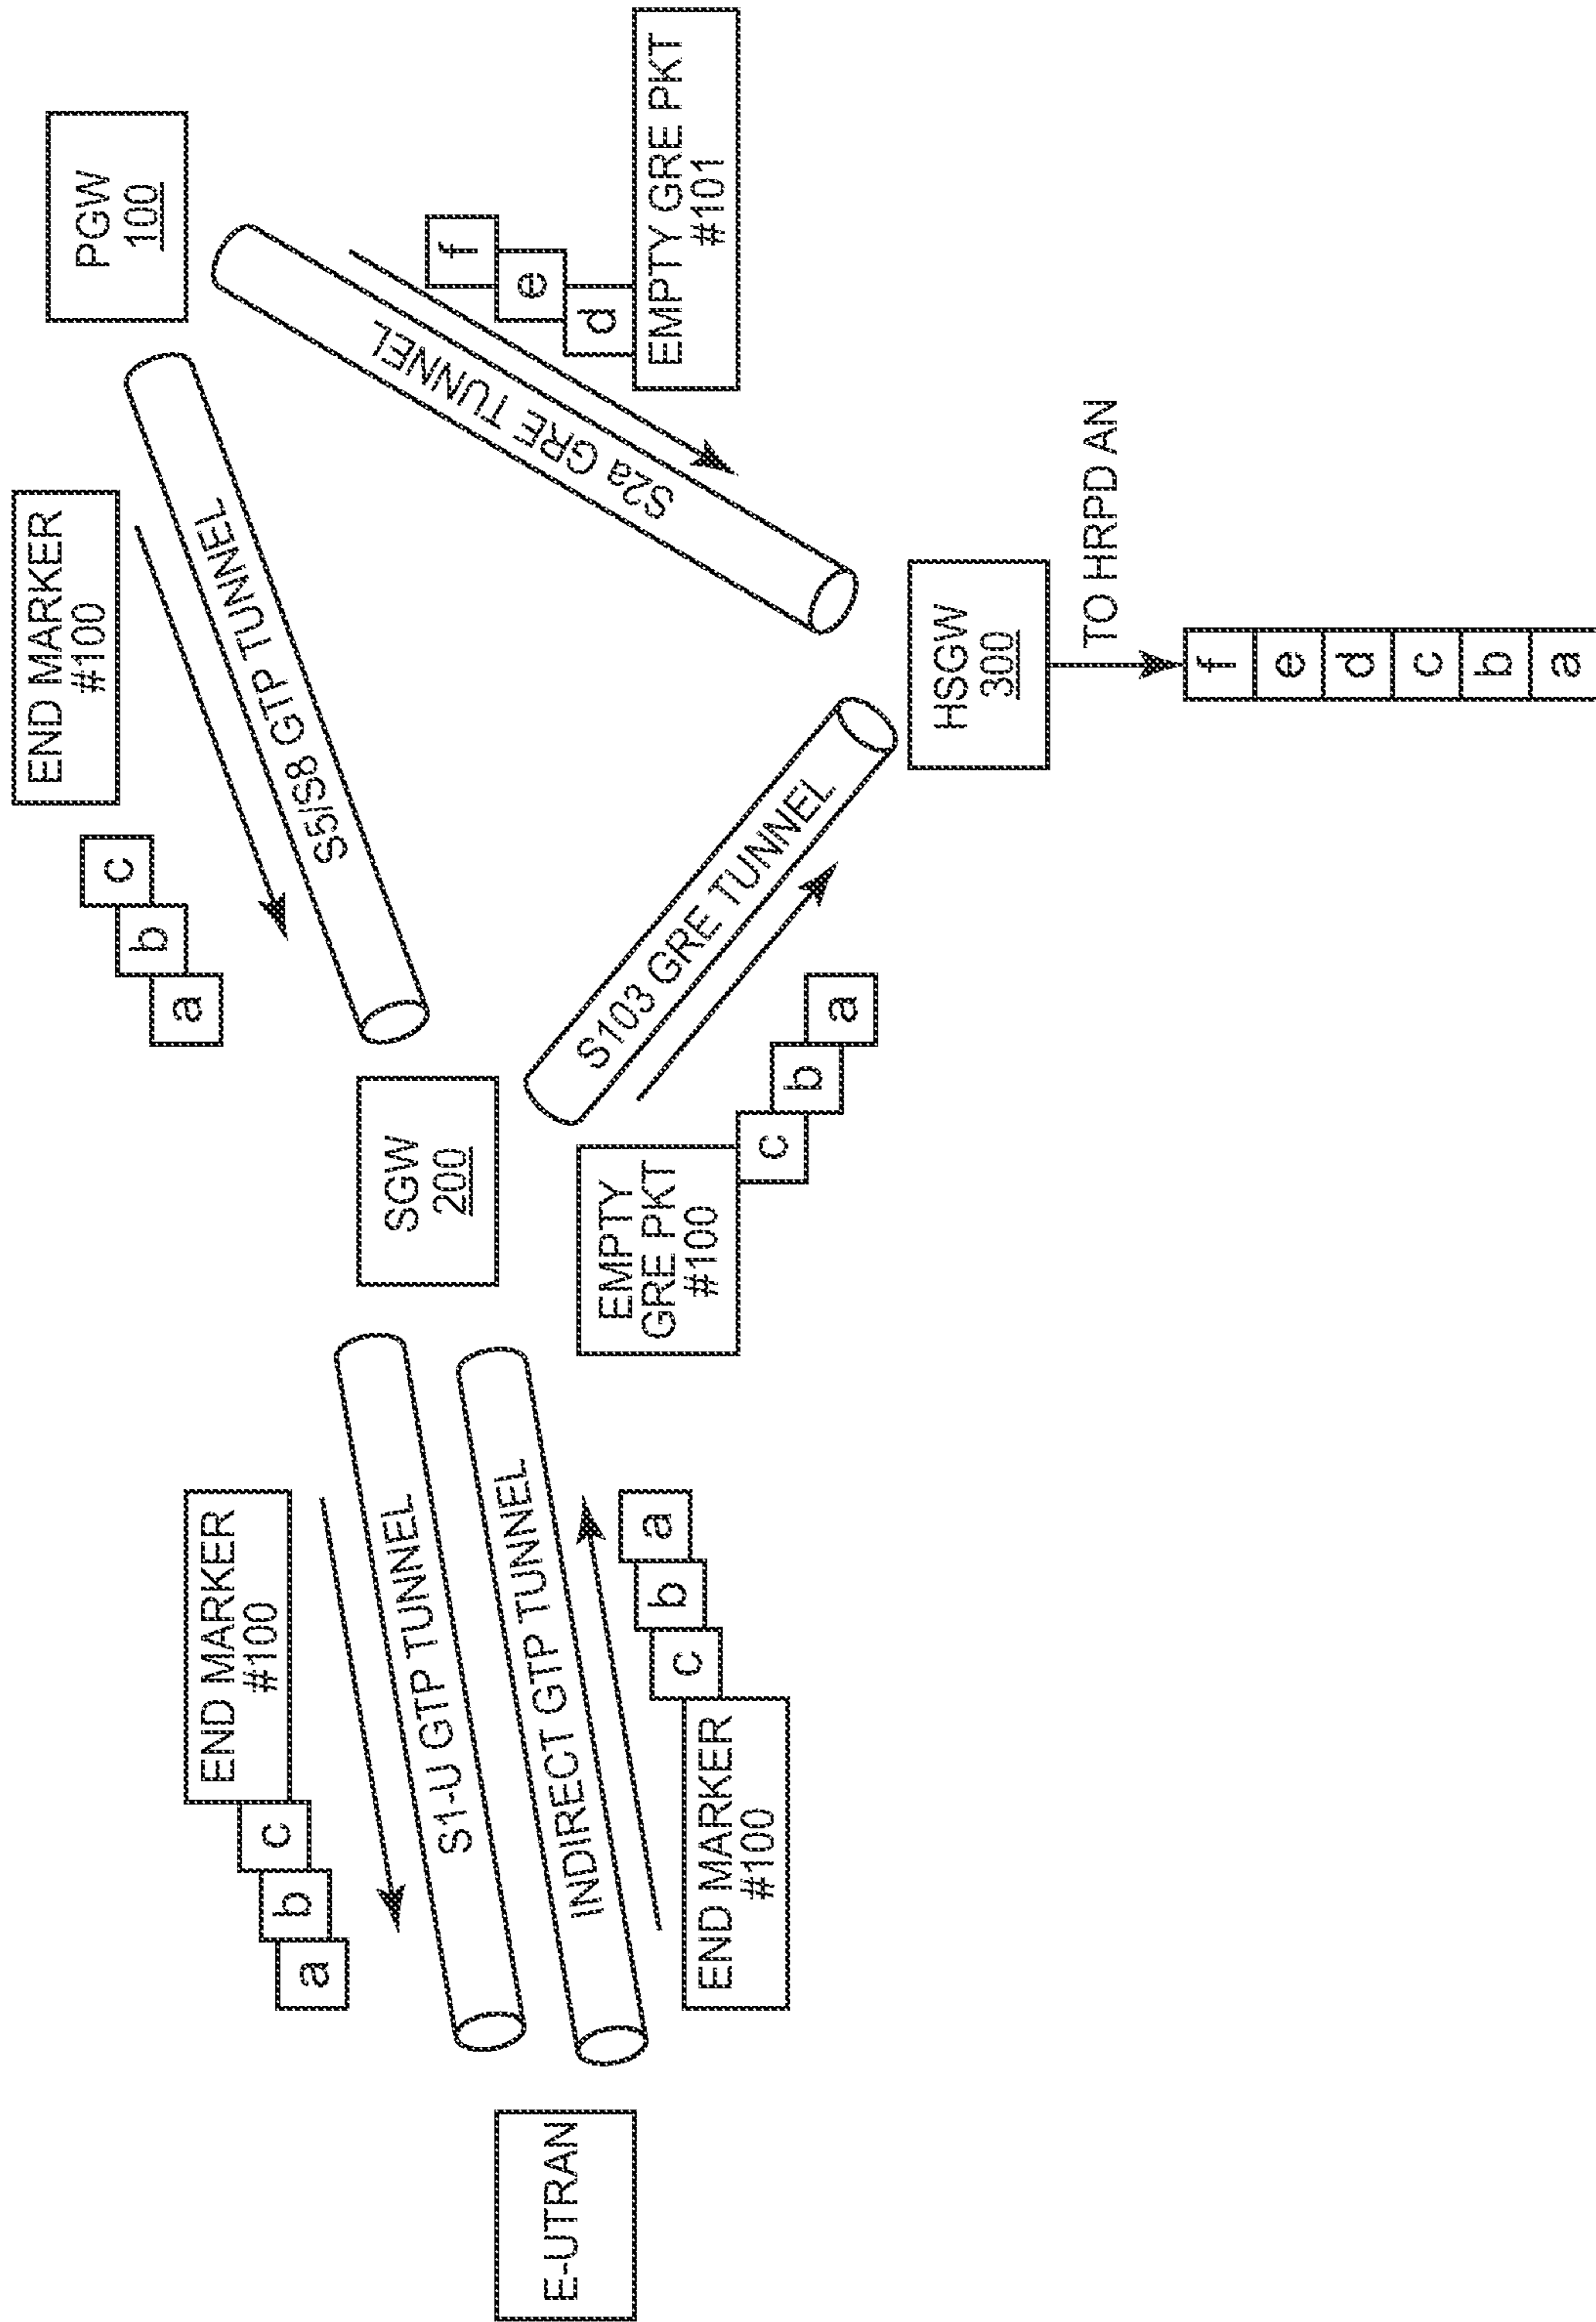 END MARKER
#100
a
b
c
PGW
100
S5/S8 GTP TUNNEL
END MARKER
#100
a
b
c
SGW
200
S1-U GTP TUNNEL
S2a GRE TUNNEL
f
e
d
EMPTY GRE PKT
#101
INDIRECT GTP TUNNEL
E-UTRAN
S103 GRE TUNNEL
EMPTY
GRE PKT
#100
c
b
a
END MARKER
#100
c
b
a
HSGW
300
TO HRPD AN
f
e
d
c
b
a